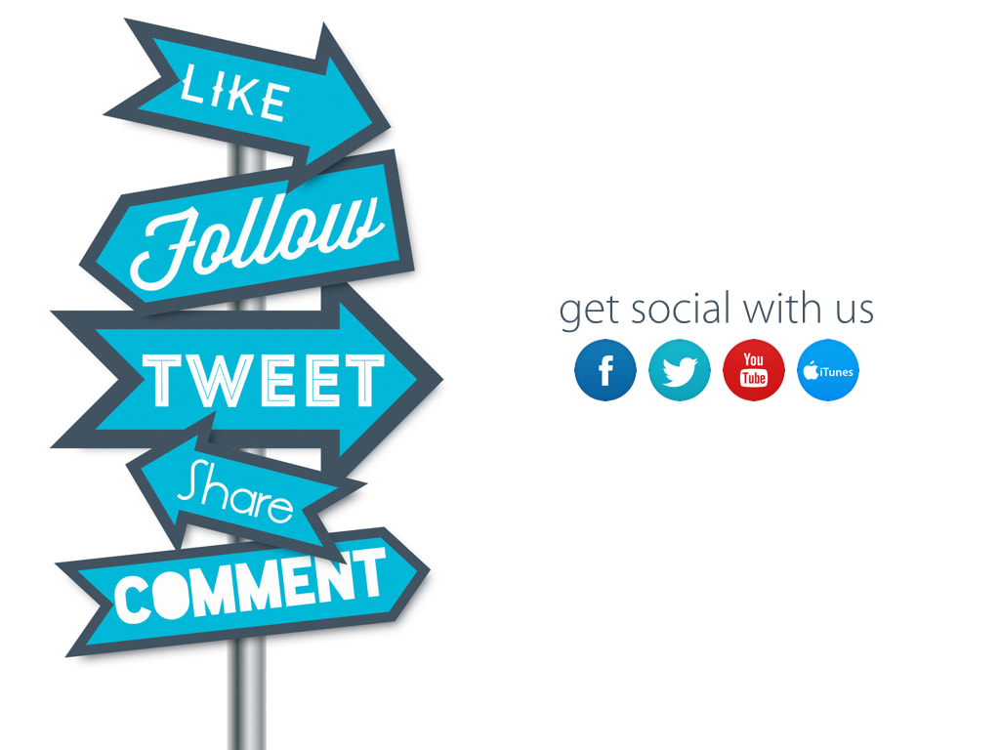 LIKE
Follow
TWEET
Share
COMMENT
get social with us
f
You
Tube
iTunes